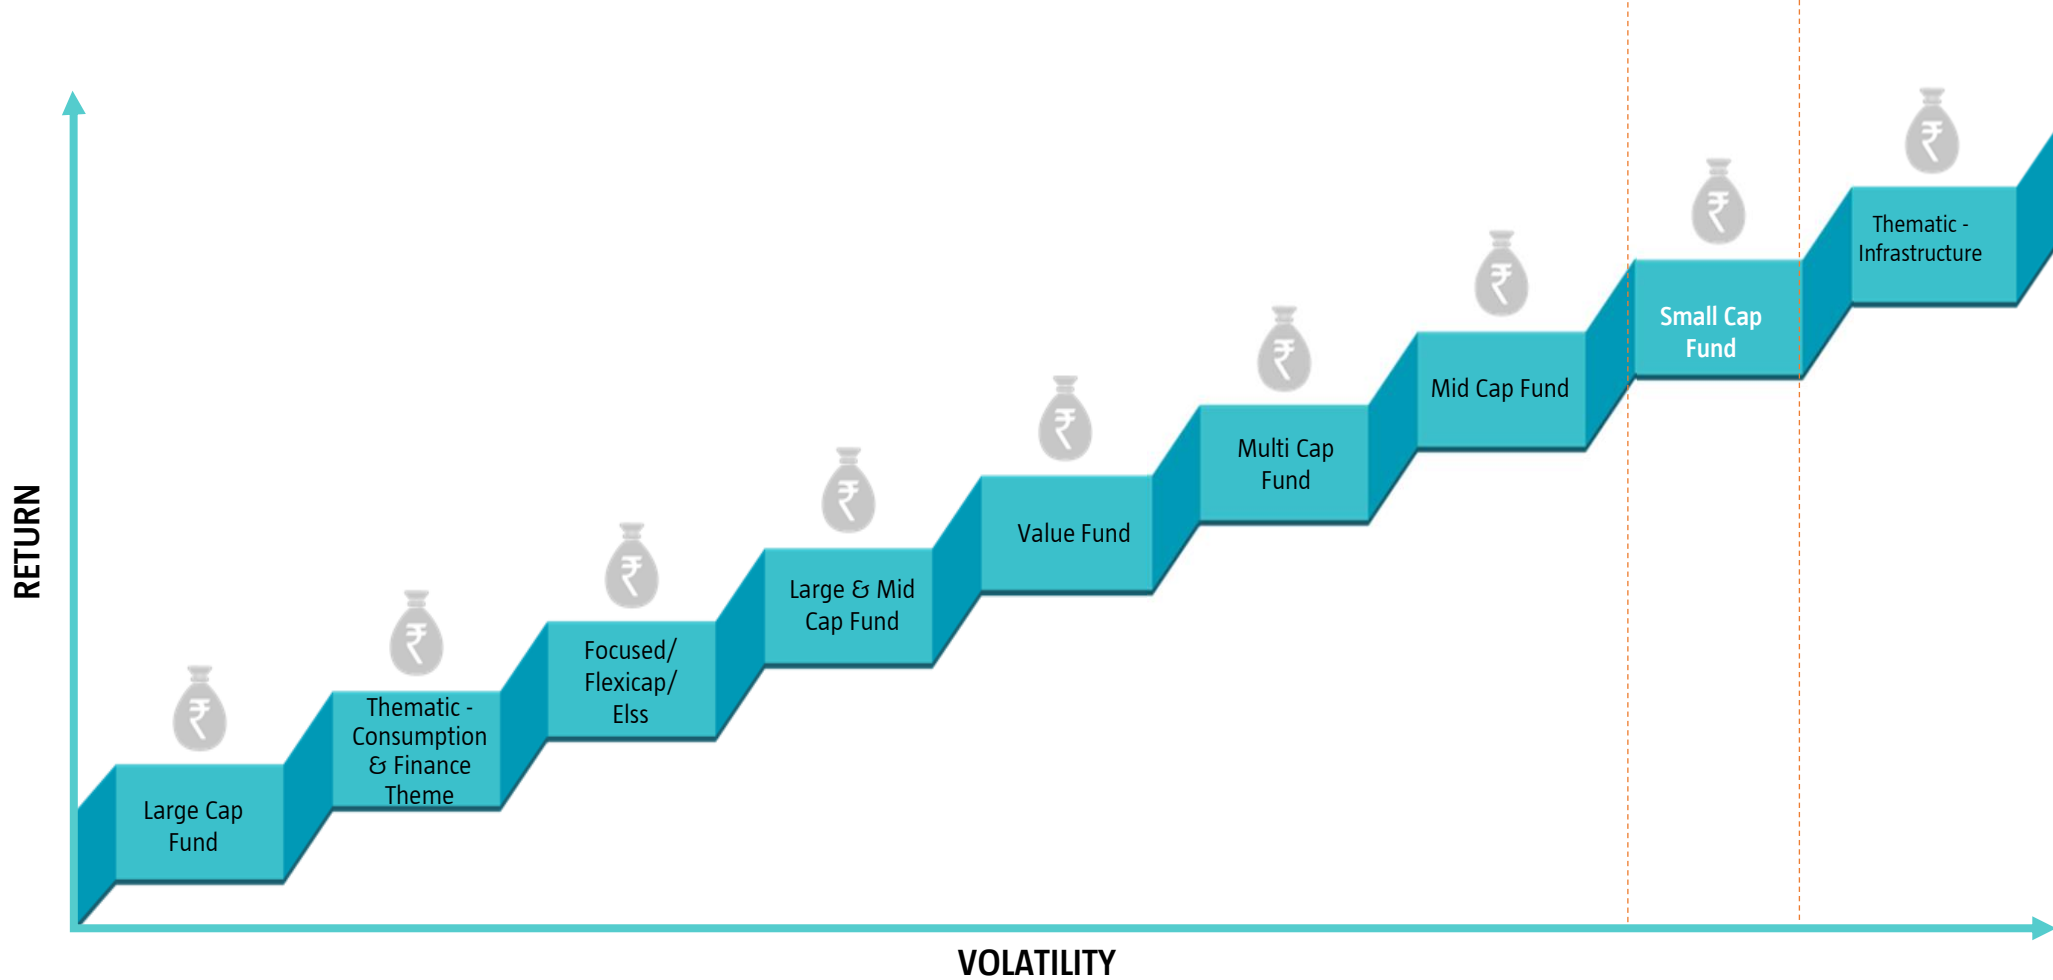 RETURN
₹
Large Cap
Fund
₹
Thematic -
Consumption
& Finance
Theme
₹
Focused/
Flexicap/
Elss
₹
Large & Mid
Cap Fund
₹
Value Fund
₹
Multi Cap
Fund
₹
Mid Cap Fund
₹
Small Cap
Fund
₹
Thematic -
Infrastructure
VOLATILITY